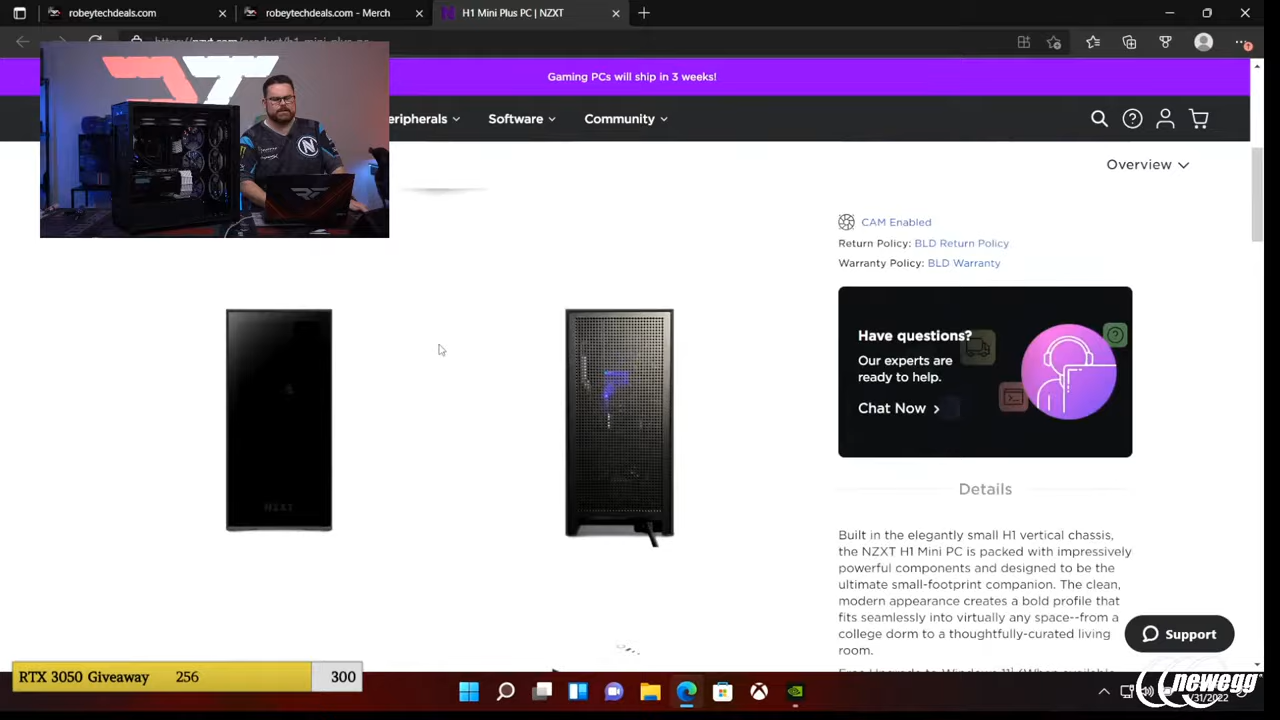 robeytechdeals.com
robeytechdeals.com - Merch
H1 Mini Plus PC | NZXT
Gaming PCs will ship in 3 weeks!
eripherals
Software
Community
Overview
CAM Enabled
Return Policy: BLD Return Policy
Warranty Policy: BLD Warranty
Have questions?
Our experts are
ready to help.
Chat Now
NZXT
Details
Built in the elegantly small H1 vertical chassis,
the NZXT H1 Mini PC is packed with impressively
powerful components and designed to be the
ultimate small-footprint companion. The clean,
modern appearance creates a bold profile that
fits seamlessly into virtually any space--from a
college dorm to a thoughtfully-curated living
room.
Support
RTX 3050 Giveaway 256 300
newegg
/31/2022